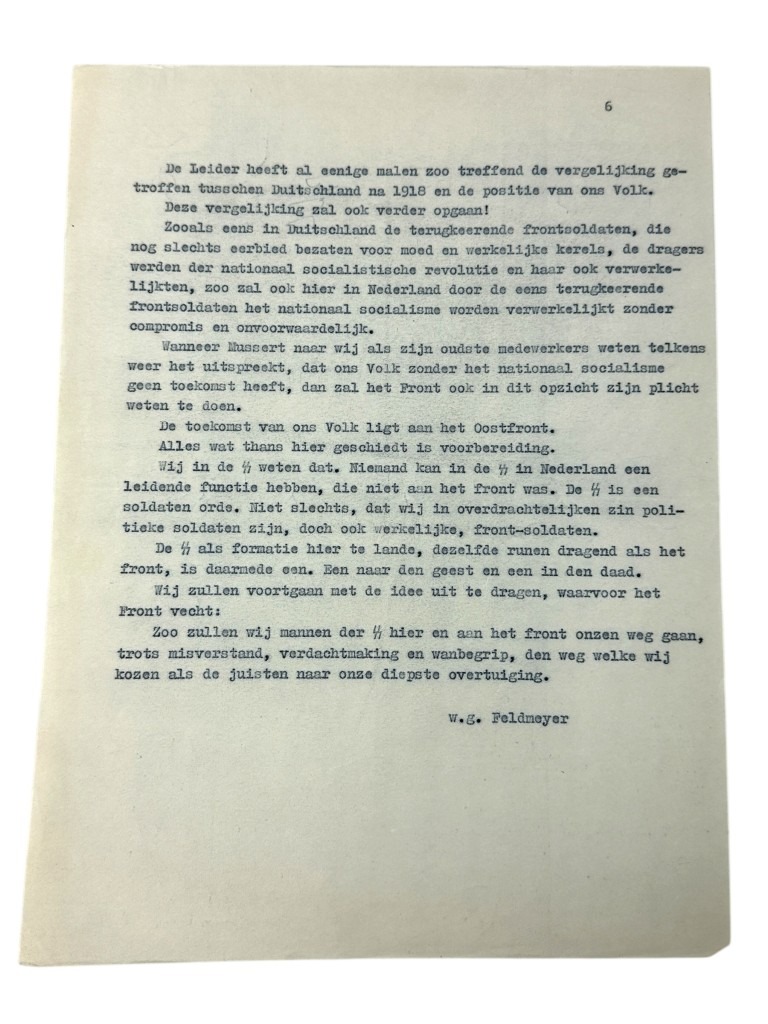 6
De Leider heeft al eenige malen zoo treffend de vergelijking ge-
troffen tusschen Duitschland na 1918 en de positie van ons Volk.
Deze vergelijking zal ook verder opgaan!
Zooals eens in Duitschland de terugkeerende frontsoldaten, die
nog slechts eerbied bezaten voor moed en werkelijke kerels, de dragers
werden der nationaal socialistische revolutie en haar ook verwerke-
lijkten, zoo zal ook hier in Nederland door de eens terugkeerende
frontsoldaten het nationaal socialisme worden verwerkelijkt zonder
compromis en onvoorwaardelijk.
Wanneer Mussert naar wij als zijn oudste medewerkers weten telkens
weer het uitspreekt, dat ons Volk zonder het nationaal socialisme
geen toekomst heeft, dan zal het Front ook in dit opzicht zijn plicht
weten te doen.
De toekomst van ons Volk ligt aan het Oostfront.
Alles wat thans hier geschiedt is voorbereiding.
Wij in de ᛋᛋ weten dat. Niemand kan in de ᛋᛋ in Nederland een
leidende functie hebben, die niet aan het front was. De ᛋᛋ is een
soldaten orde. Niet slechts, dat wij in overdrachtelijken zin poli-
tieke soldaten zijn, doch ook werkelijke, front-soldaten.
De ᛋᛋ als formatie hier te lande, dezelfde runen dragend als het
front, is daarmede een. Een naar den geest en een in den daad.
Wij zullen voortgaan met de idee uit te dragen, waarvoor het
Front vecht:
Zoo zullen wij mannen der ᛋᛋ hier en aan het front onzen weg gaan,
trots misverstand, verdachtmaking en wanbegrip, den weg welke wij
kozen als de juisten naar onze diepste overtuiging.
w.g. Feldmeyer